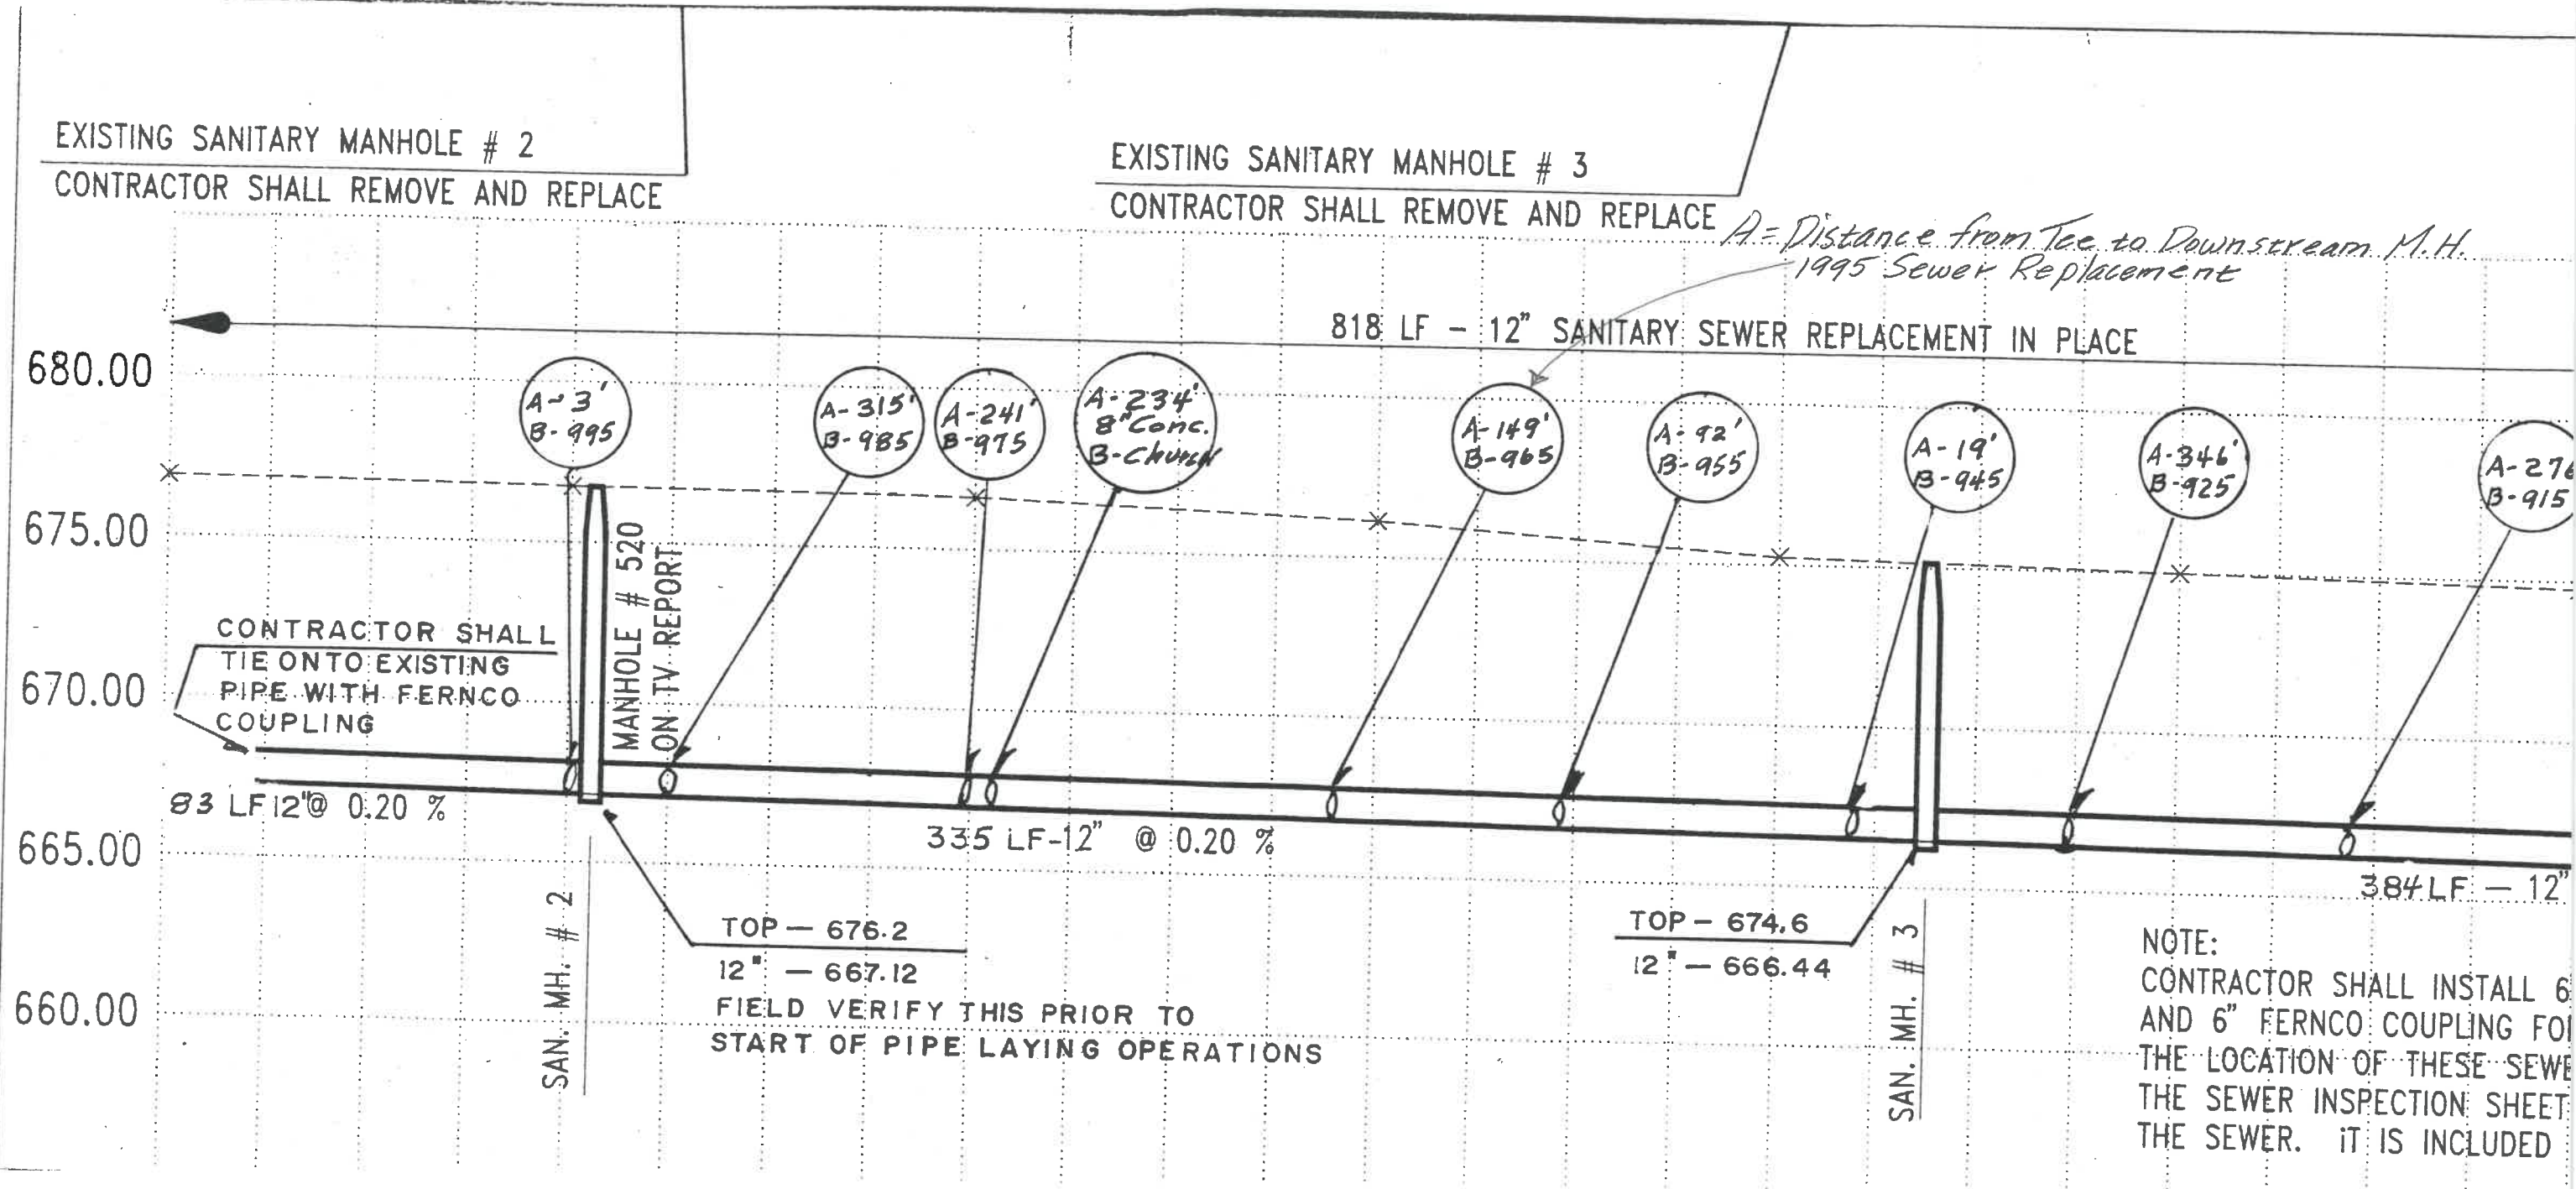 EXISTING SANITARY MANHOLE # 2
CONTRACTOR SHALL REMOVE AND REPLACE
EXISTING SANITARY MANHOLE # 3
CONTRACTOR SHALL REMOVE AND REPLACE
A = Distance from Tee to Downstream M.H.
1995 Sewer Replacement
818 LF - 12" SANITARY SEWER REPLACEMENT IN PLACE
680.00
675.00
670.00
665.00
660.00
A-3'
B-995
A-315'
B-985
A-241'
B-975
A-234'
8" Conc.
B-Church
A-149'
B-965
A-92'
B-955
A-19'
B-945
A-346'
B-925
A-276
B-915
MANHOLE # 520
ON TV REPORT
CONTRACTOR SHALL
TIE ONTO EXISTING
PIPE WITH FERNCO
COUPLING
83 LF 12"@ 0.20 %
335 LF-12" @ 0.20 %
384 LF - 12"
SAN. MH. # 2
TOP - 676.2
12" - 667.12
FIELD VERIFY THIS PRIOR TO
START OF PIPE LAYING OPERATIONS
TOP - 674.6
12" - 666.44
SAN. MH. # 3
NOTE:
CONTRACTOR SHALL INSTALL 6
AND 6" FERNCO COUPLING FO
THE LOCATION OF THESE SEWE
THE SEWER INSPECTION SHEET
THE SEWER. iT IS INCLUDED